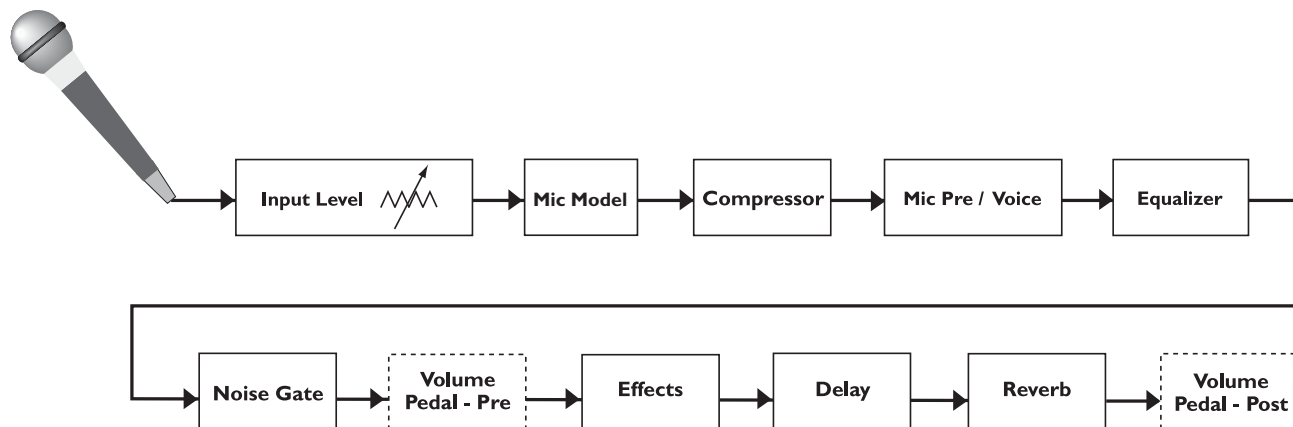 Input Level
Mic Model
Compressor
Mic Pre / Voice
Equalizer
Noise Gate
Volume
Pedal - Pre
Effects
Delay
Reverb
Volume
Pedal - Post